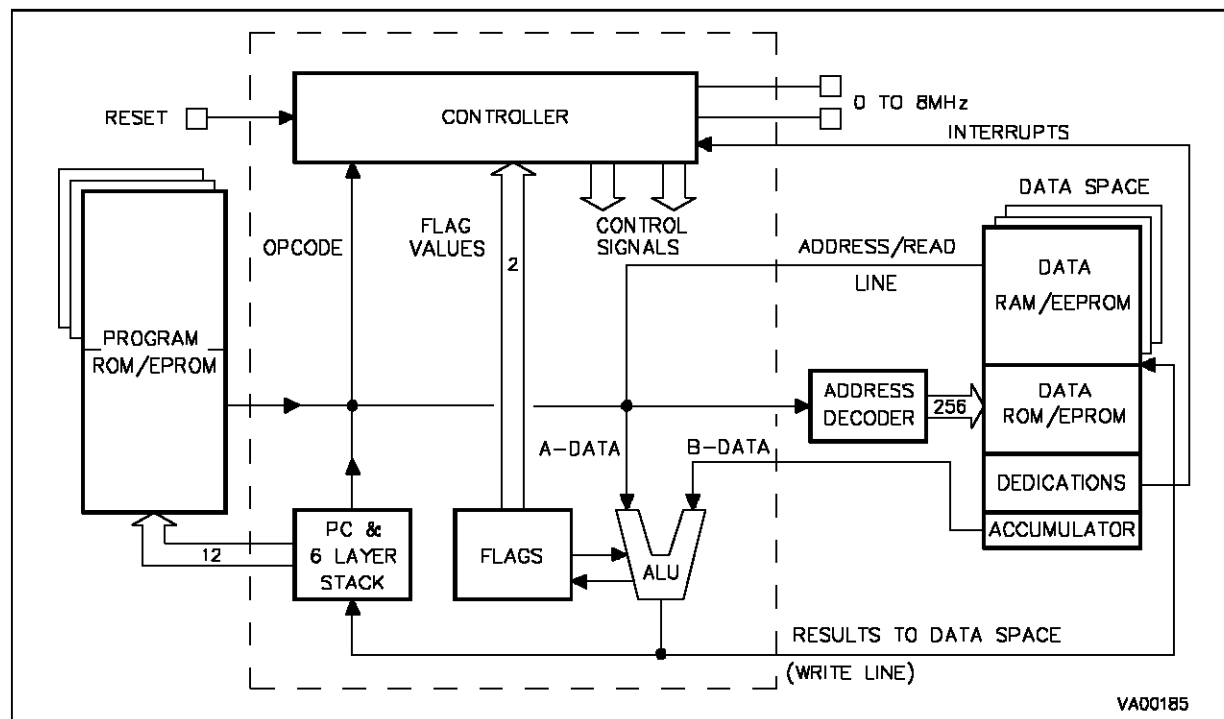 CONTROLLER
0 TO 8MHz
RESET
INTERRUPTS
DATA SPACE
OPCODE
FLAG
VALUES
2
CONTROL
SIGNALS
ADDRESS/READ
LINE
DATA
RAM/EEPROM
PROGRAM
ROM/EPROM
ADDRESS
DECODER
256
DATA
ROM/EPROM
A-DATA
B-DATA
DEDICATIONS
ACCUMULATOR
12
PC &
6 LAYER
STACK
FLAGS
ALU
RESULTS TO DATA SPACE
(WRITE LINE)
VA00185